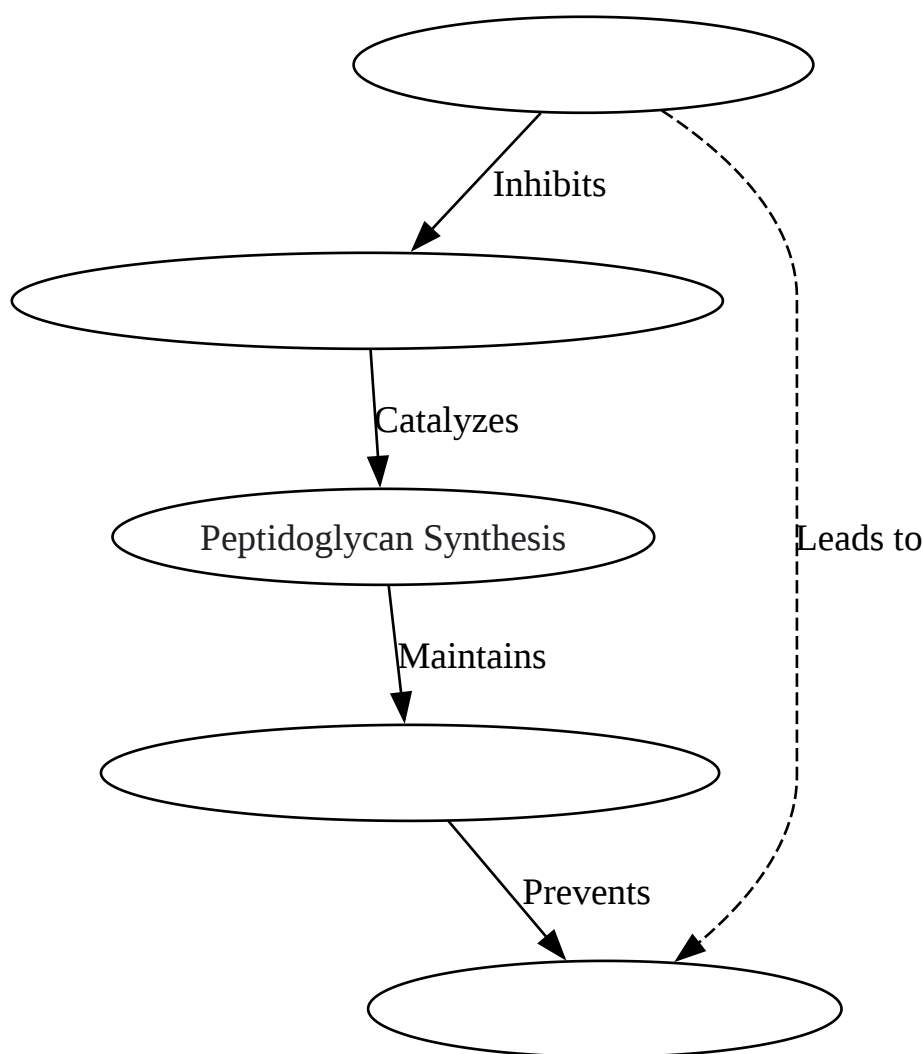 Inhibits
Catalyzes
Peptidoglycan Synthesis
Leads to
Maintains
Prevents